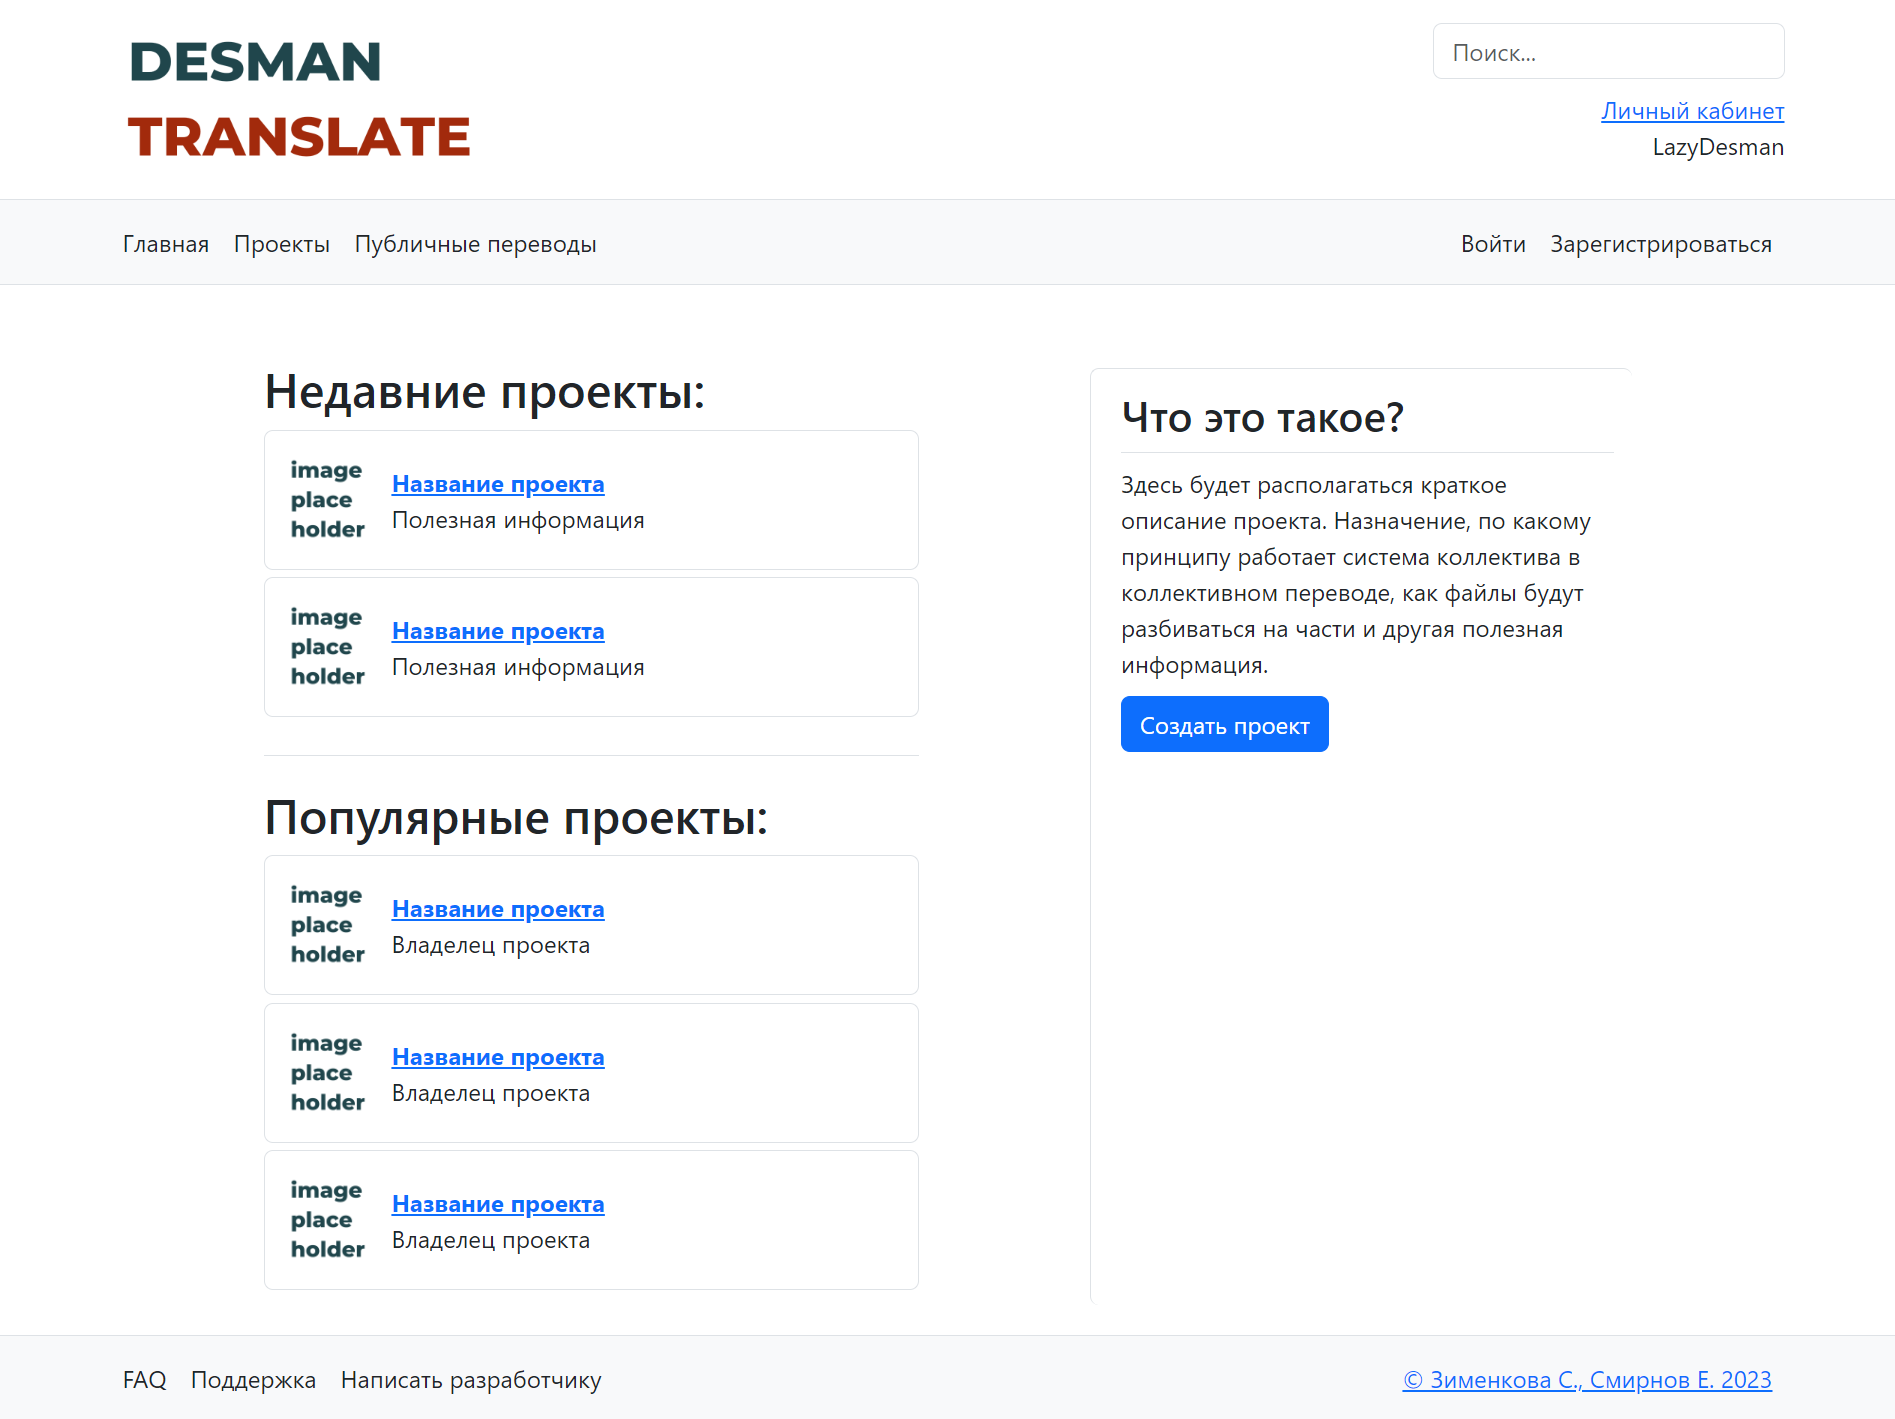 DESMAN
TRANSLATE
Поиск...
Личный кабинет
LazyDesman
Главная Проекты Публичные переводы
Войти Зарегистрироваться
Недавние проекты:
image
place
holder
Название проекта
Полезная информация
image
place
holder
Название проекта
Полезная информация
Популярные проекты:
image
place
holder
Название проекта
Владелец проекта
image
place
holder
Название проекта
Владелец проекта
image
place
holder
Название проекта
Владелец проекта
Что это такое?
Здесь будет располагаться краткое
описание проекта. Назначение, по какому
принципу работает система коллектива в
коллективном переводе, как файлы будут
разбиваться на части и другая полезная
информация.
Создать проект
FAQ Поддержка Написать разработчику
© Зименкова С., Смирнов Е. 2023